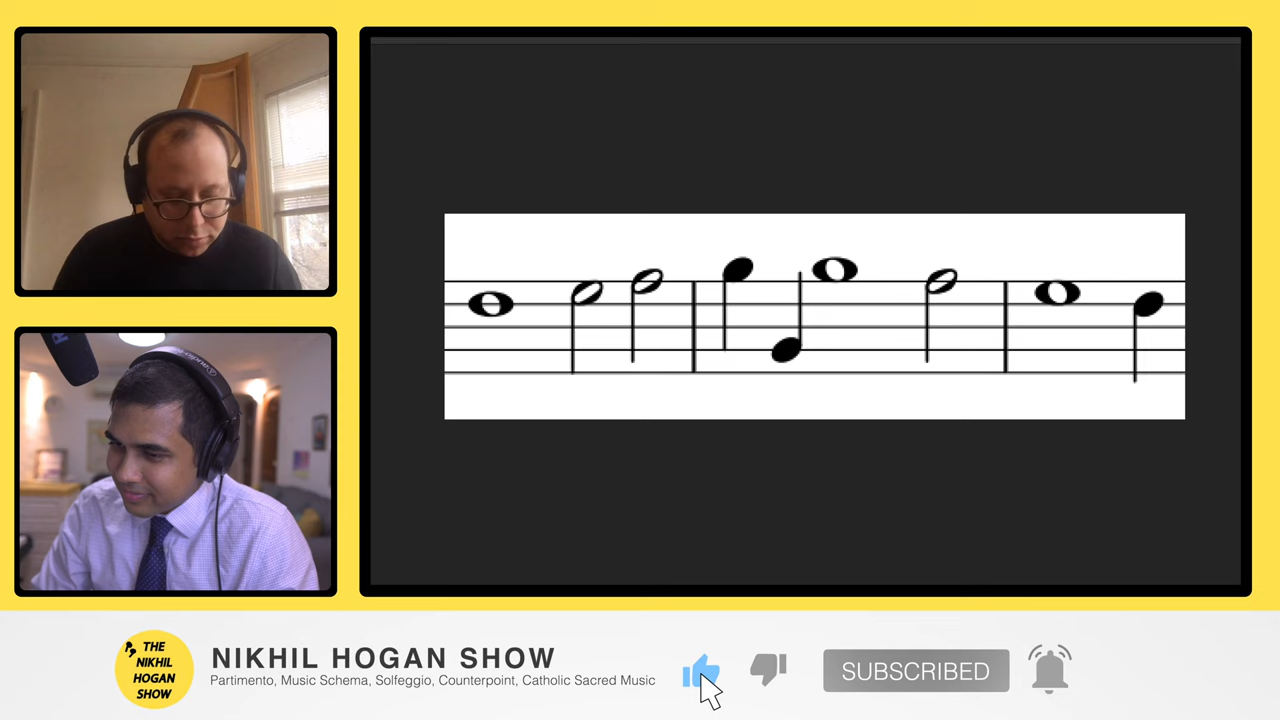 THE
NIKHIL
HOGAN
SHOW
NIKHIL HOGAN SHOW
Partimento, Music Schema, Solfeggio, Counterpoint, Catholic Sacred Music
SUBSCRIBED